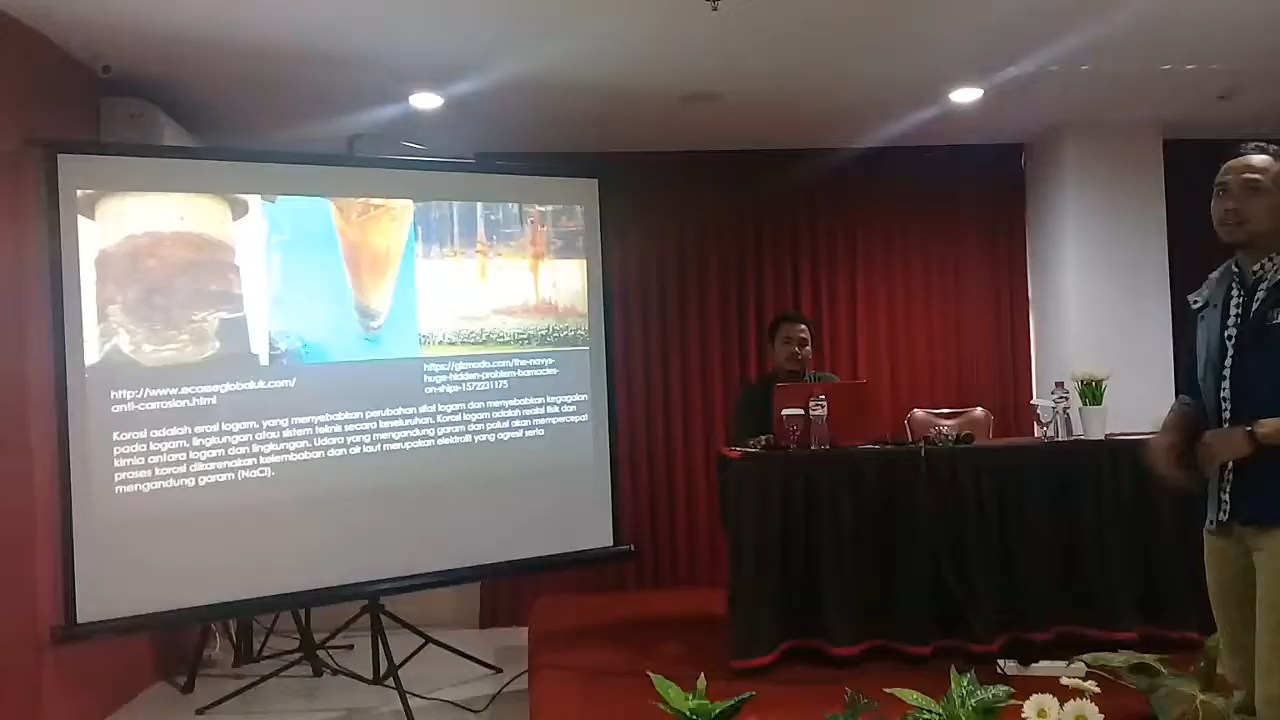 http://www.ecosseglobaluk.com/
anti-carrosion.html
https://gizmodo.com/the-navys-
huge-hidden-problem-barnacles-
on-ships-1572231175
Korosi adalah erosi logam, yang menyebabkan perubahan sifat logam dan menyebabkan kegagalan
pada logam, lingkungan atau sistem teknis secara keseluruhan. Korosi logam adalah reaksi fisik dan
kimia antara logam dan lingkungan. Udara yang mengandung garam dan polusi akan mempercepat
proses korosi dikarenakan kelembaban dan air laut merupakan elektrolit yang agresif serta
mengandung garam (NaCl).